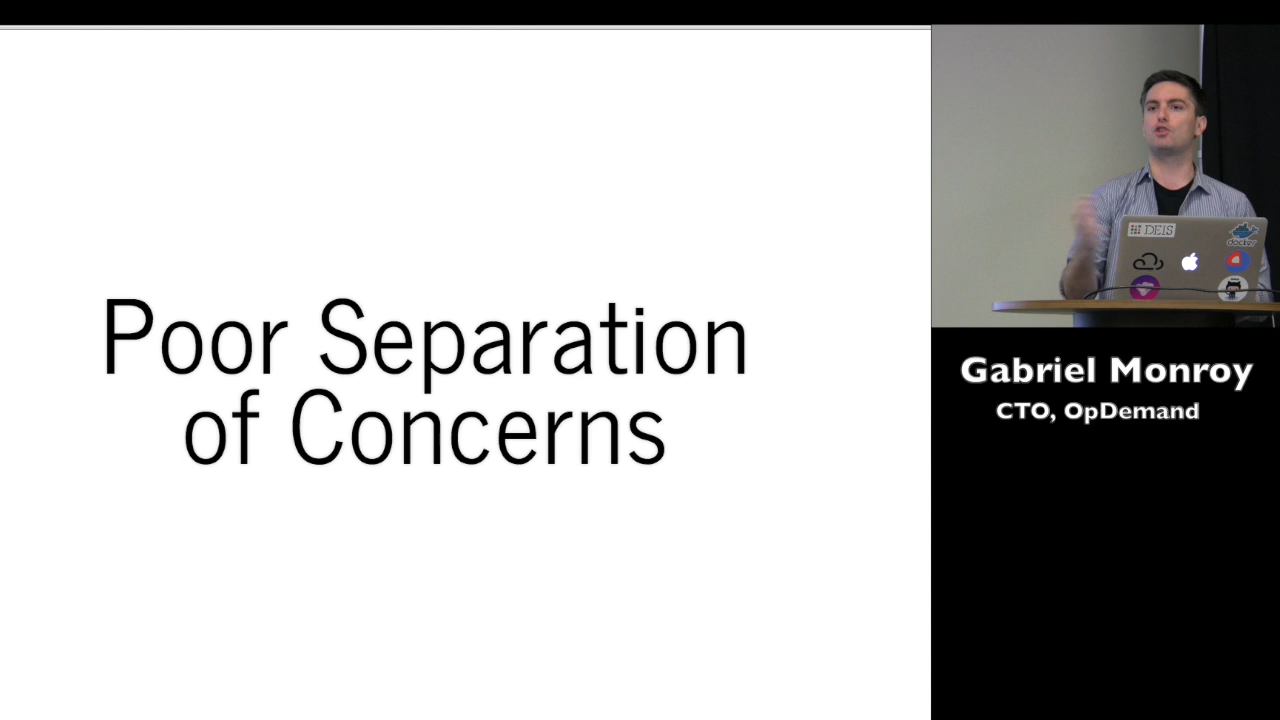 Poor Separation
of Concerns
DEIS
docker
Gabriel Monroy
CTO, OpDemand